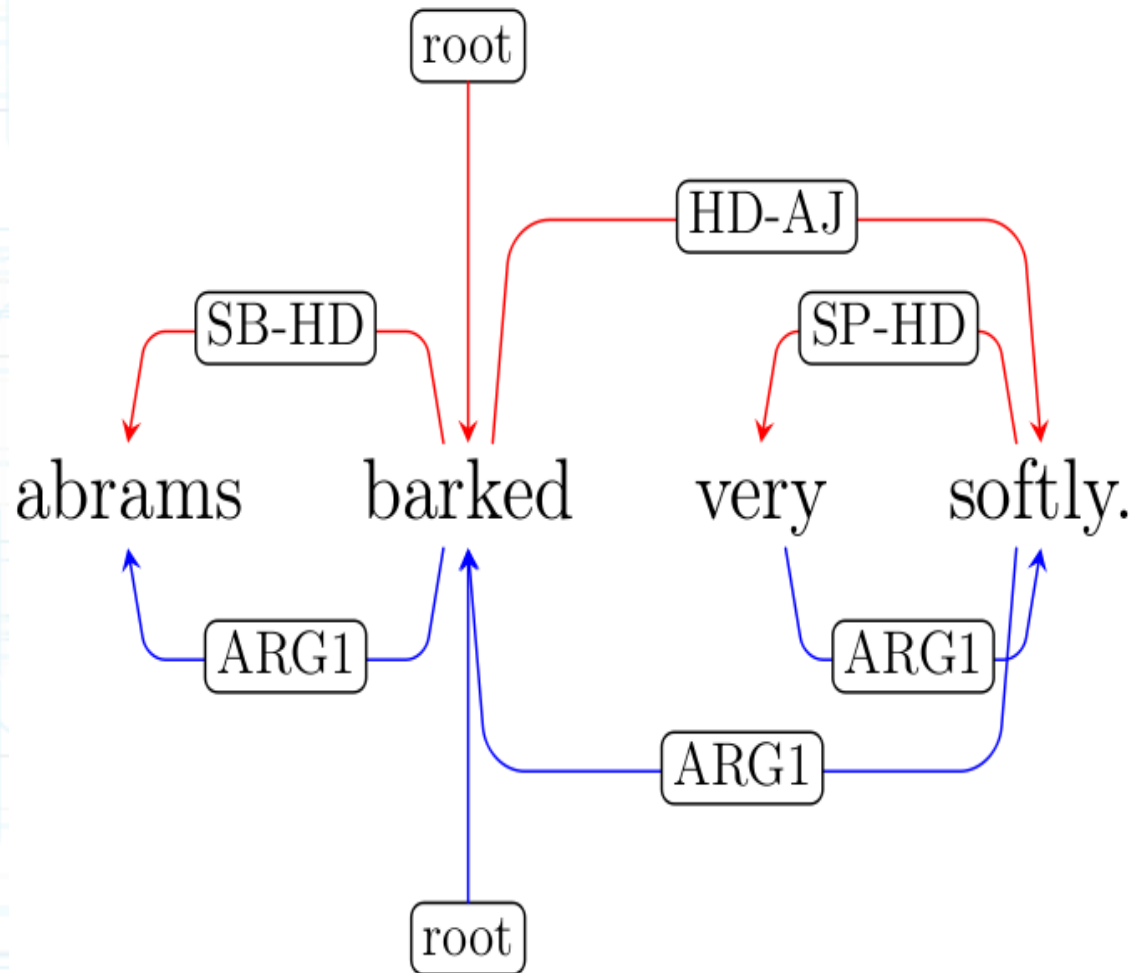 root
HD-AJ
SB-HD SP-HD
abrams barked very softly.
ARG1 ARG1
ARG1
root